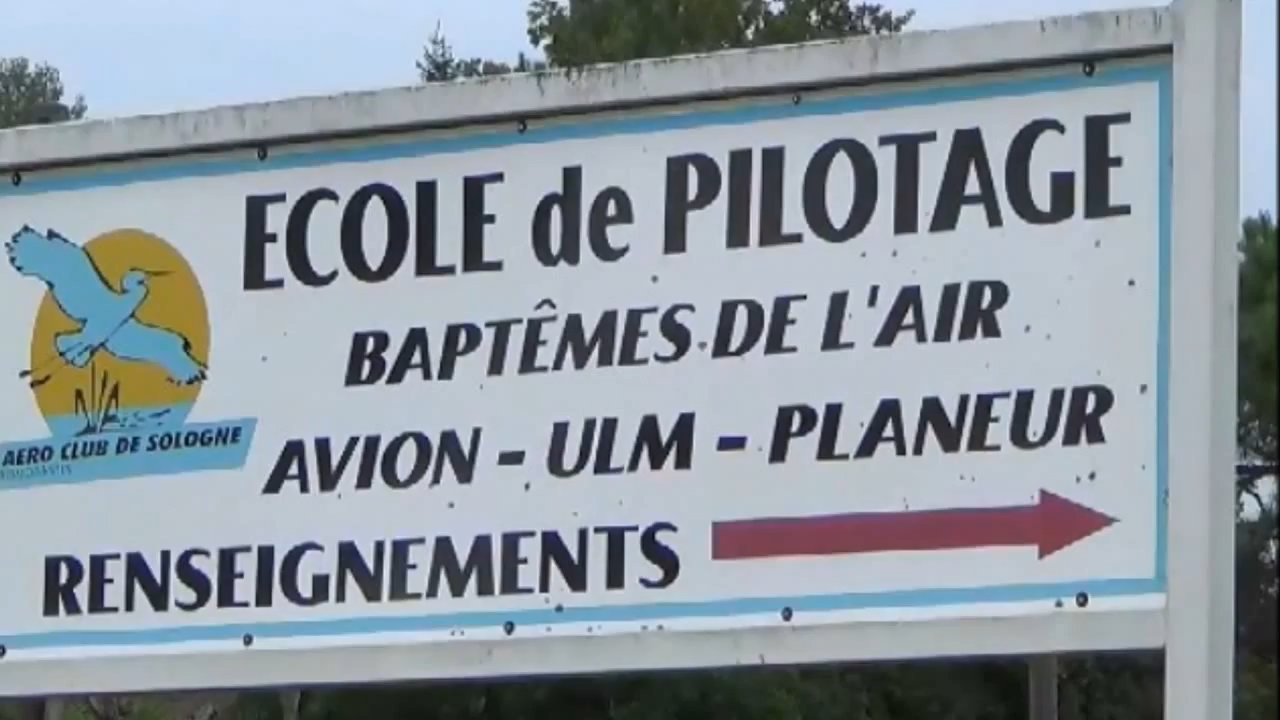 ECOLE de PILOTAGE
BAPTÊMES DE L'AIR
AVION - ULM - PLANEUR
AERO CLUB DE SOLOGNE
RENSEIGNEMENTS